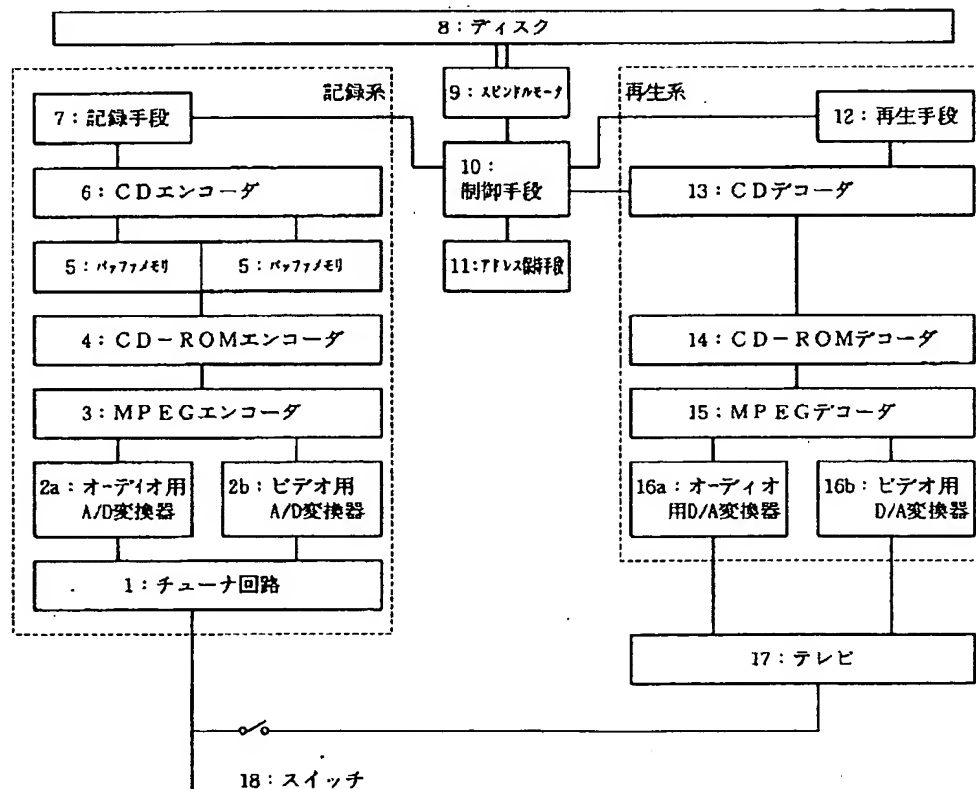 8:ディスク
記録系
9:スピンドルモータ
再生系
7:記録手段
12:再生手段
10:
制御手段
6:CDエンコーダ
13:CDデコーダ
5:バッファメモリ
5:バッファメモリ
11:アドレス保持手段
4:CD-ROMエンコーダ
14:CD-ROMデコーダ
3:MPEGエンコーダ
15:MPEGデコーダ
2a:オーディオ用
A/D変換器
2b:ビデオ用
A/D変換器
16a:オーディオ
用D/A変換器
16b:ビデオ用
D/A変換器
1:チューナ回路
17:テレビ
18:スイッチ